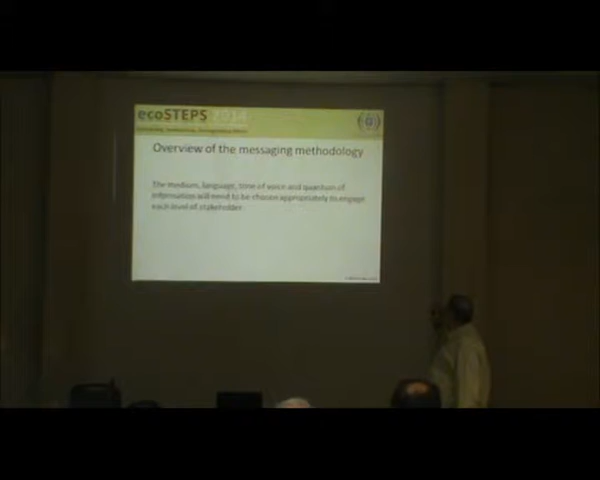 ecoSTEPS 2014
Overview of the messaging methodology
The medium, language, tone of voice and quantum of
information will need to be chosen appropriately to engage
each level of stakeholder